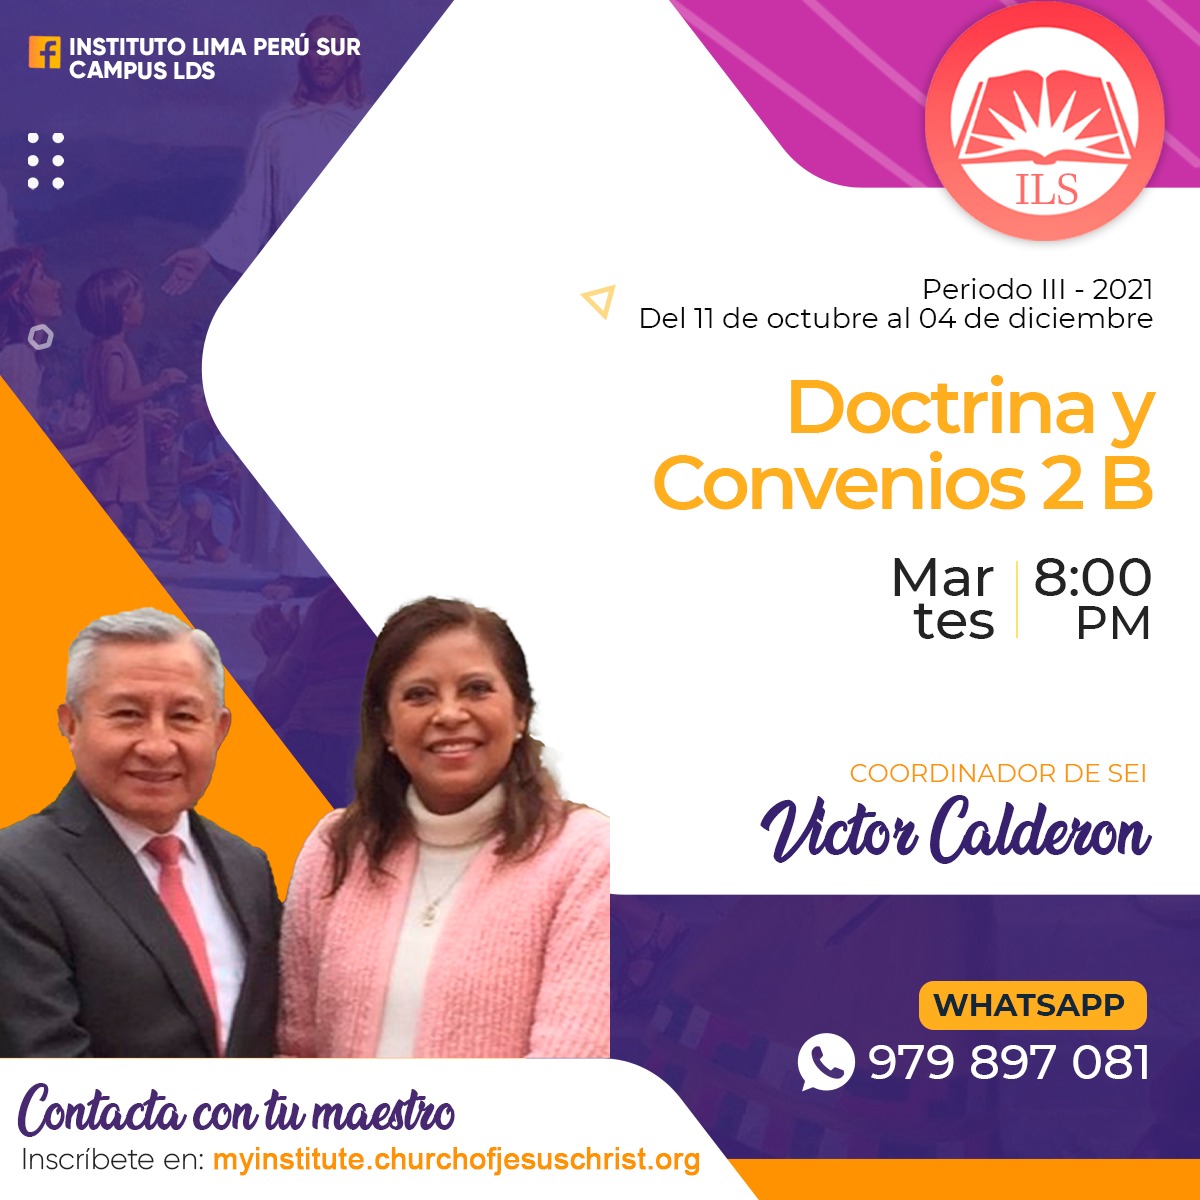 INSTITUTO LIMA PERÚ SUR
CAMPUS LDS
ILS
Periodo III - 2021
Del 11 de octubre al 04 de diciembre
Doctrina y
Convenios 2 B
Mar
tes
8:00
PM
COORDINADOR DE SEI
Victor Calderon
WHATSAPP
979 897 081
Contacta con tu maestro
Inscríbete en: myinstitute.churchofjesuschrist.org